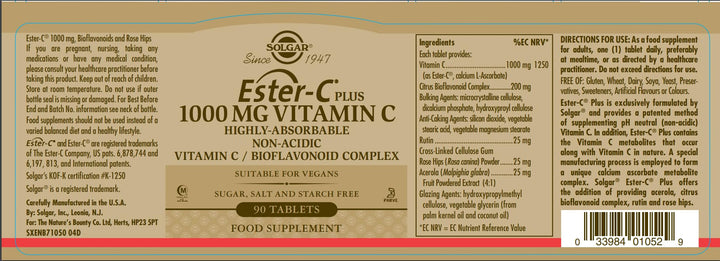 Ester-C® 1000 mg, Bioflavonoids and Rose Hips
If you are pregnant, nursing, taking any
medications or have any medical condition,
please consult your healthcare practitioner before
taking this product. Keep out of reach of children.
Store at room temperature. Do not use if outer
bottle seal is missing or damaged. For Best Before
End and Batch No. information see neck of bottle.
Food supplements should not be used instead of a
varied balanced diet and a healthy lifestyle.
Ester-C® and Ester-C® are registered trademarks
of The Ester-C Company, US pats. 6,878,744 and
6,197, 813, and International patents.
Solgar's KOF-K certification #K-1250
Solgar® is a registered trademark.
Carefully Manufactured in the U.S.A.
By: Solgar, Inc., Leonia, N.J.
For: The Nature's Bounty Co. Ltd, Herts, HP23 5PT
SXENB71050 04D
SOLGAR®
Since 1947
Ester-C® PLUS
1000 MG VITAMIN C
HIGHLY-ABSORBABLE
NON-ACIDIC
VITAMIN C / BIOFLAVONOID COMPLEX
SUITABLE FOR VEGANS
SUGAR, SALT AND STARCH FREE
PAREVE
90 TABLETS
FOOD SUPPLEMENT
Ingredients %EC NRV*
Each tablet provides:
Vitamin C 1000 mg 1250
(as Ester-C®, calcium L-Ascorbate)
Citrus Bioflavonoid Complex 200 mg
Bulking Agents: microcrystalline cellulose,
dicalcium phosphate, hydroxypropyl cellulose
Anti-Caking Agents: silicon dioxide, vegetable
stearic acid, vegetable magnesium stearate
Rutin 25 mg
Cross-Linked Cellulose Gum
Rose Hips (Rosa canina) Powder 25 mg
Acerola (Malpighia glabra) 25 mg
Fruit Powdered Extract (4:1)
Glazing Agents: hydroxypropylmethyl
cellulose, vegetable glycerin (from
palm kernel oil and coconut oil)
*EC NRV = EC Nutrient Reference Value
DIRECTIONS FOR USE: As a food supplement
for adults, one (1) tablet daily, preferably
at mealtime, or as directed by a healthcare
practitioner. Do not exceed directions for use.
FREE OF: Gluten, Wheat, Dairy, Soya, Yeast, Preser-
vatives, Sweeteners, Artificial Flavours or Colours.
Ester-C® Plus is exclusively formulated by
Solgar® and provides a patented method
of supplementing pH neutral (non-acidic)
Vitamin C. In addition, Ester-C® Plus contains
the Vitamin C metabolites that occur
along with Vitamin C in nature. A special
manufacturing process is employed to form
a unique calcium ascorbate metabolite
complex. Solgar® Ester-C® Plus offers
the addition of providing acerola, citrus
bioflavonoid complex, rutin and rose hips.
0 33984 01052 9